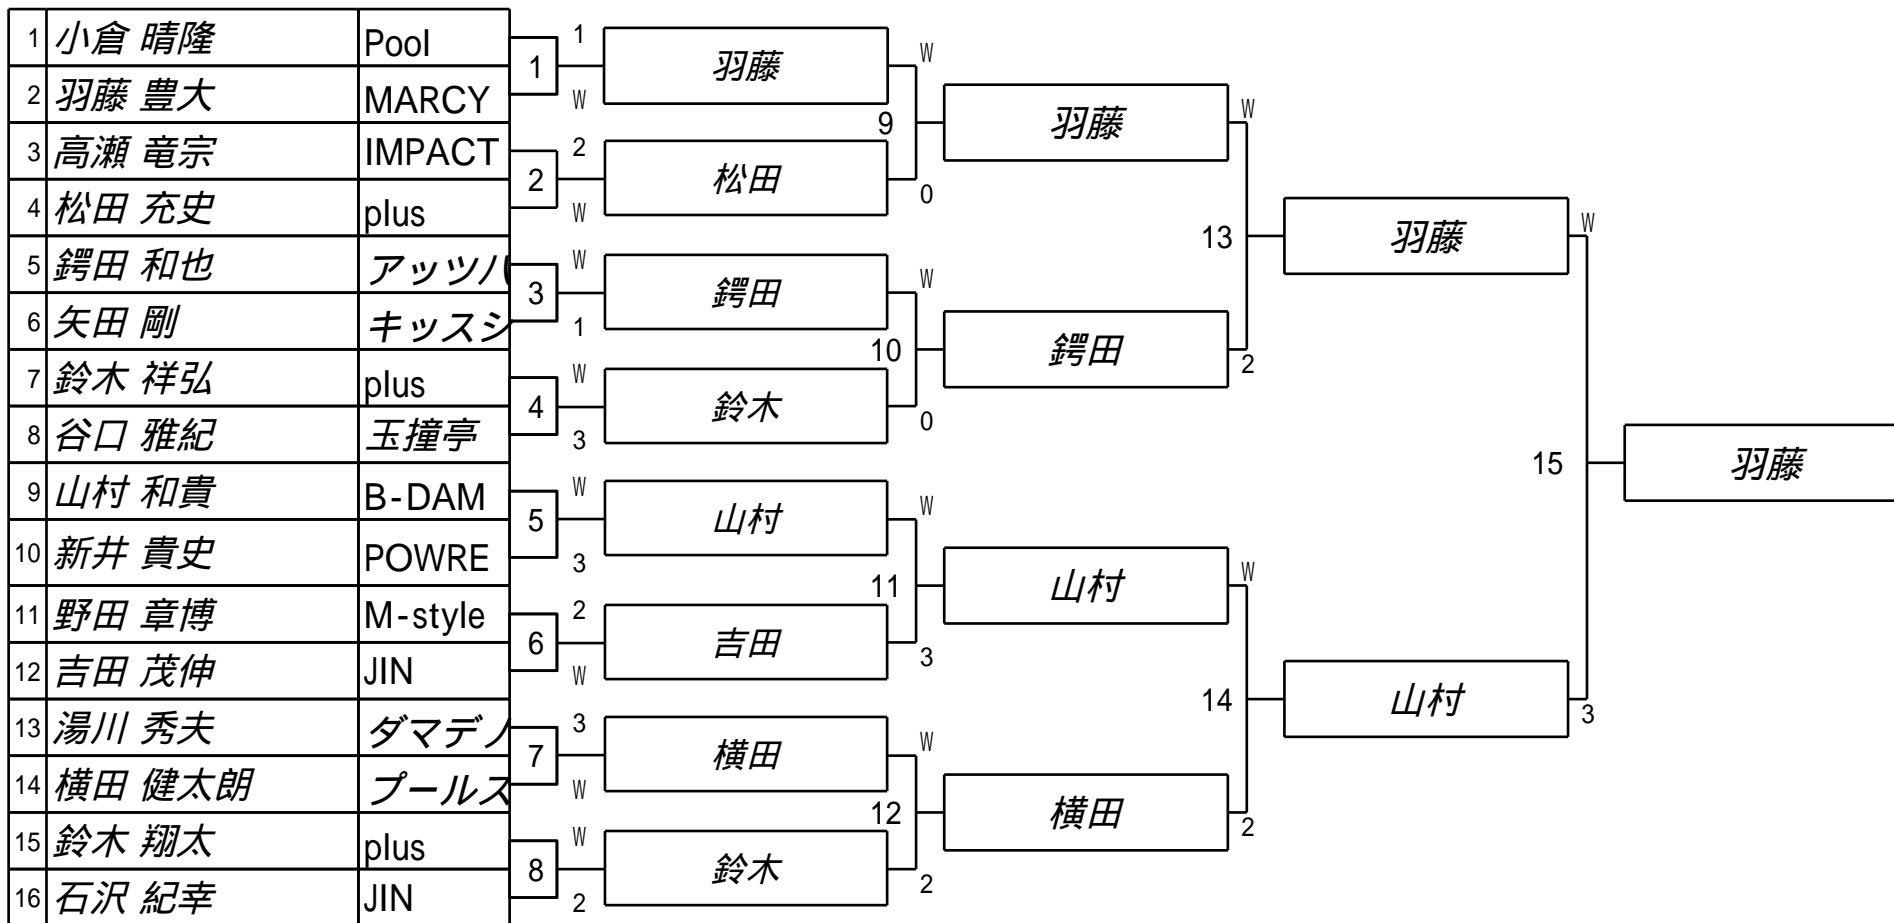 1 小倉 晴隆 Pool
2 羽藤 豊大 MARCY
3 高瀬 竜宗 IMPACT
4 松田 充史 plus
5 鍔田 和也 アッツハ
6 矢田 剛 キッスシ
7 鈴木 祥弘 plus
8 谷口 雅紀 玉撞亭
9 山村 和貴 B-DAM
10 新井 貴史 POWRE
11 野田 章博 M-style
12 吉田 茂伸 JIN
13 湯川 秀夫 ダマデノ
14 横田 健太朗 プールス
15 鈴木 翔太 plus
16 石沢 紀幸 JIN
1 1 W
2 2 W
3 W 1
4 W 3
5 W 3
6 2 W
7 3 W
8 W 2
羽藤 W
9
松田 0
鍔田 W
10
鈴木 0
山村 W
11
吉田 3
横田 W
12
鈴木 2
羽藤 W
13
鍔田 2
山村 W
14
横田 2
羽藤 W
15
山村 3
羽藤